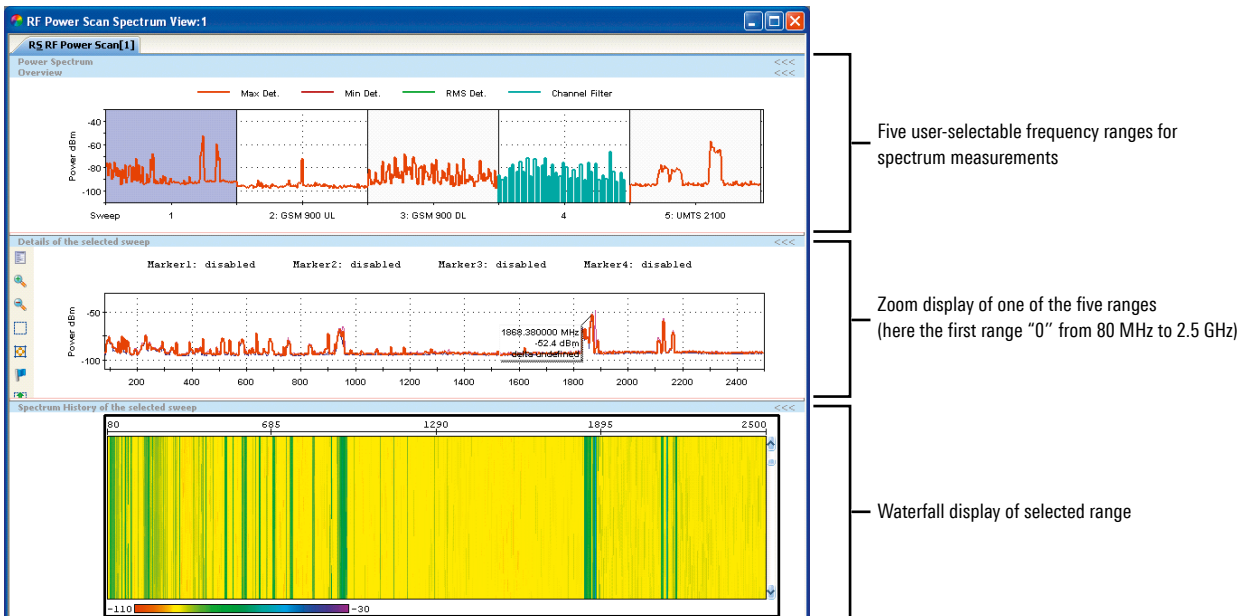 RF Power Scan Spectrum View:1
RS RF Power Scan[1]
Power Spectrum <<<
Overview <<<
Max Det. Min Det. RMS Det. Channel Filter
Power dBm
-40
-60
-80
-100
Sweep 1 2: GSM 900 UL 3: GSM 900 DL 4 5: UMTS 2100
Five user-selectable frequency ranges for
spectrum measurements
Details of the selected sweep <<<
Marker1: disabled Marker2: disabled Marker3: disabled Marker4: disabled
Power dBm
-50
-100
1868.380000 MHz
-52.4 dBm
delta undefined
200 400 600 800 1000 1200 1400 1600 1800 2000 2200 2400
Zoom display of one of the five ranges
(here the first range “0” from 80 MHz to 2.5 GHz)
Spectrum History of the selected sweep <<<
80 685 1290 1895 2500
-110 -30
Waterfall display of selected range